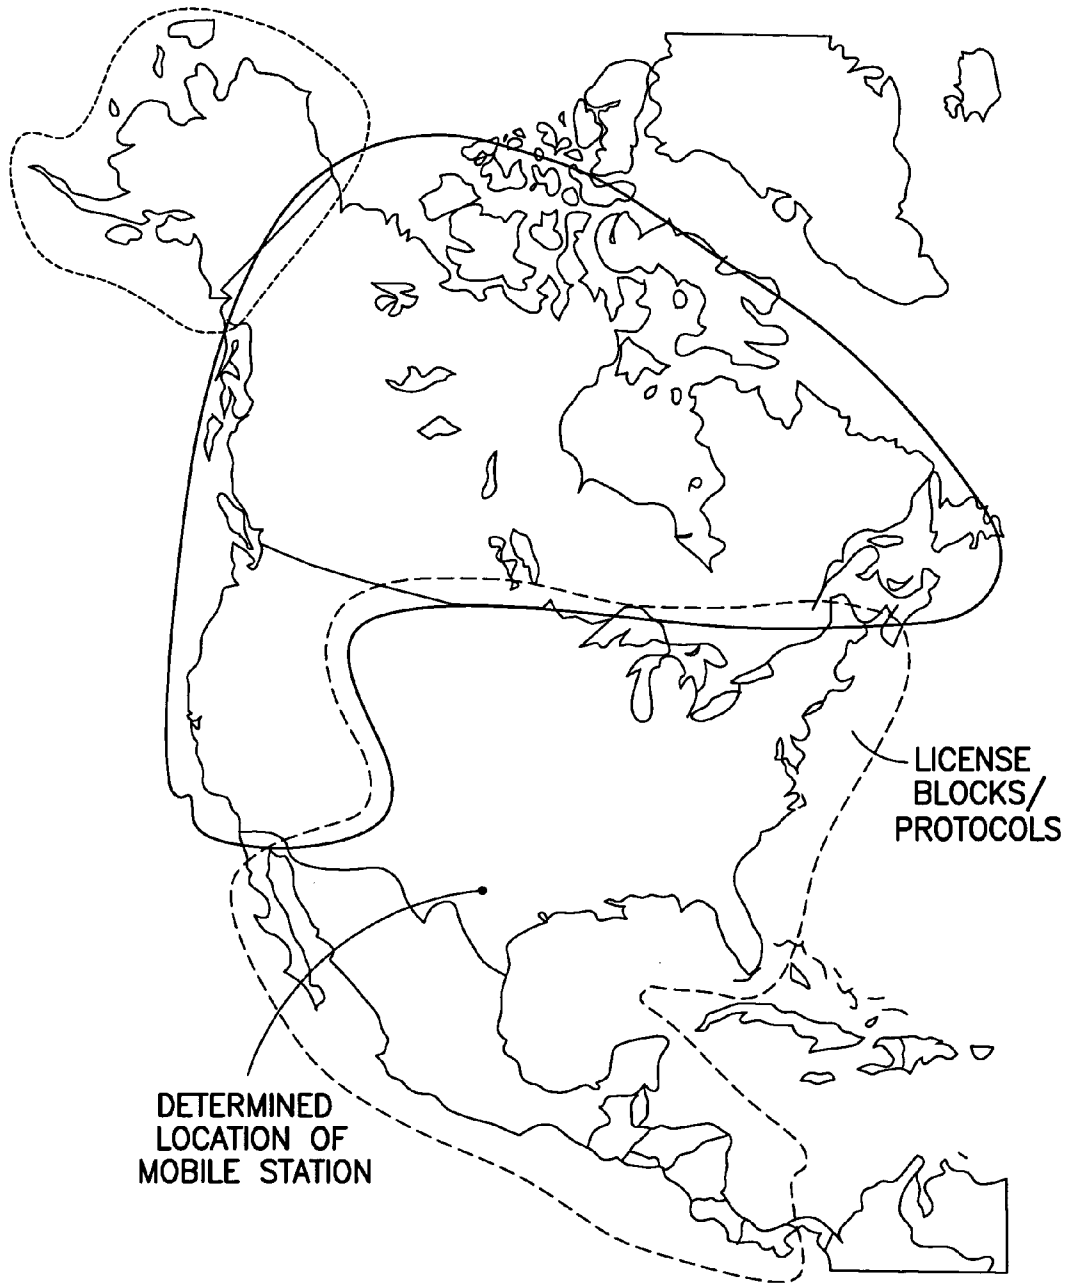 LICENSE
BLOCKS/
PROTOCOLS
DETERMINED
LOCATION OF
MOBILE STATION